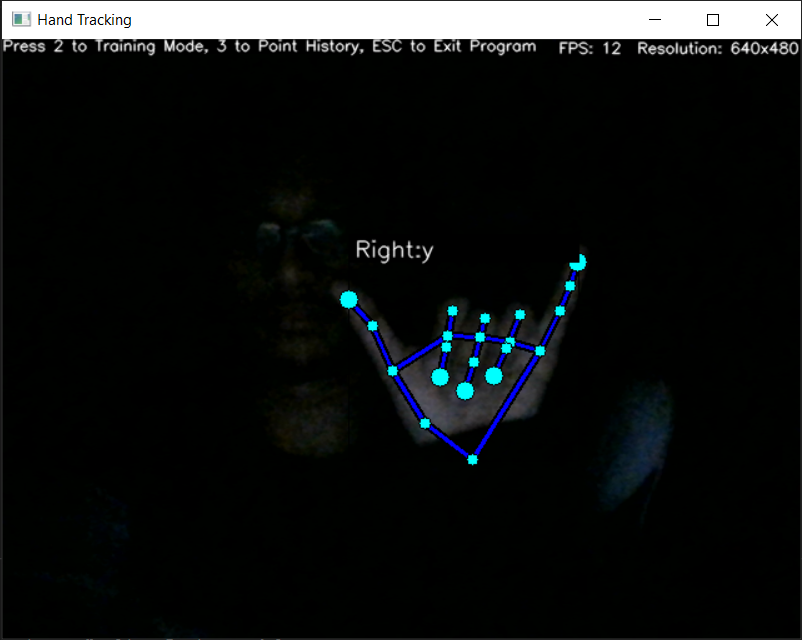 Hand Tracking
Press 2 to Training Mode, 3 to Point History, ESC to Exit Program FPS: 12 Resolution: 640x480
Right:y